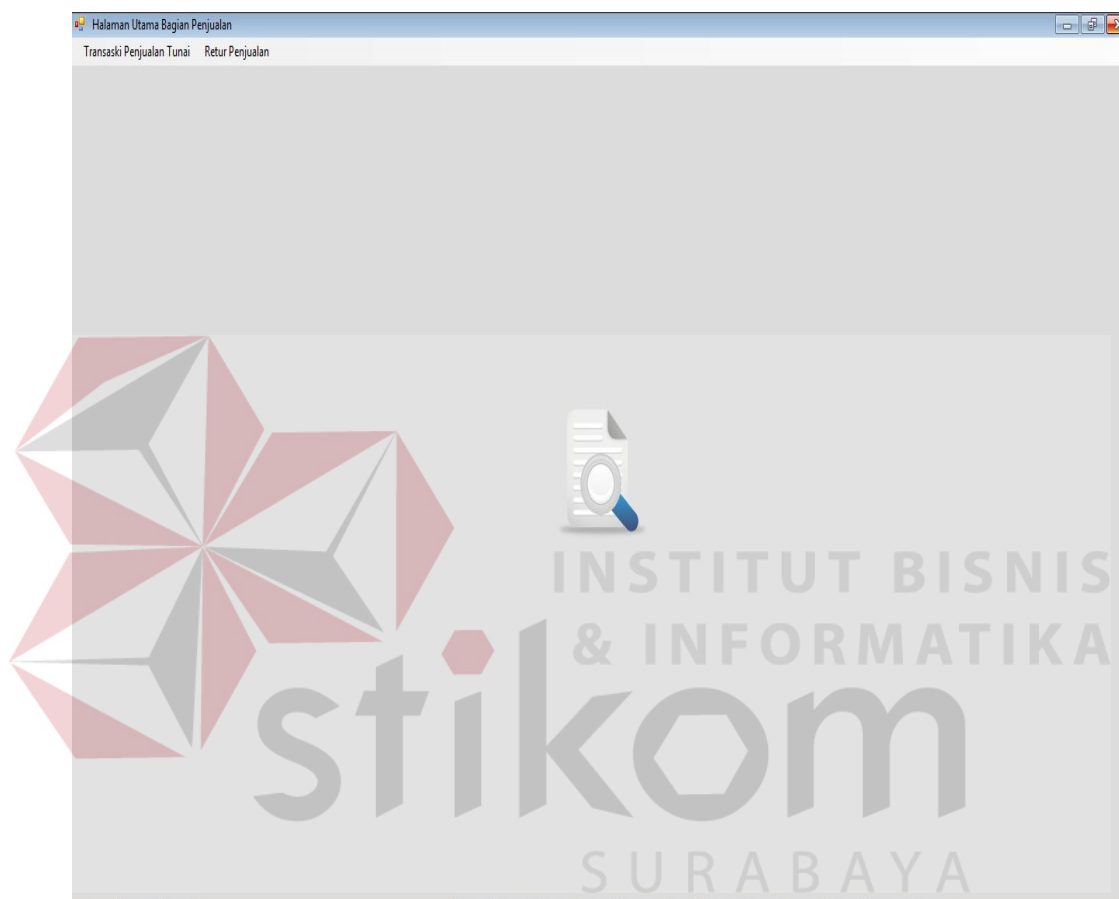 Halaman Utama Bagian Penjualan
Transaski Penjualan Tunai Retur Penjualan
INSTITUT BISNIS
& INFORMATIKA
stikom
SURABAYA